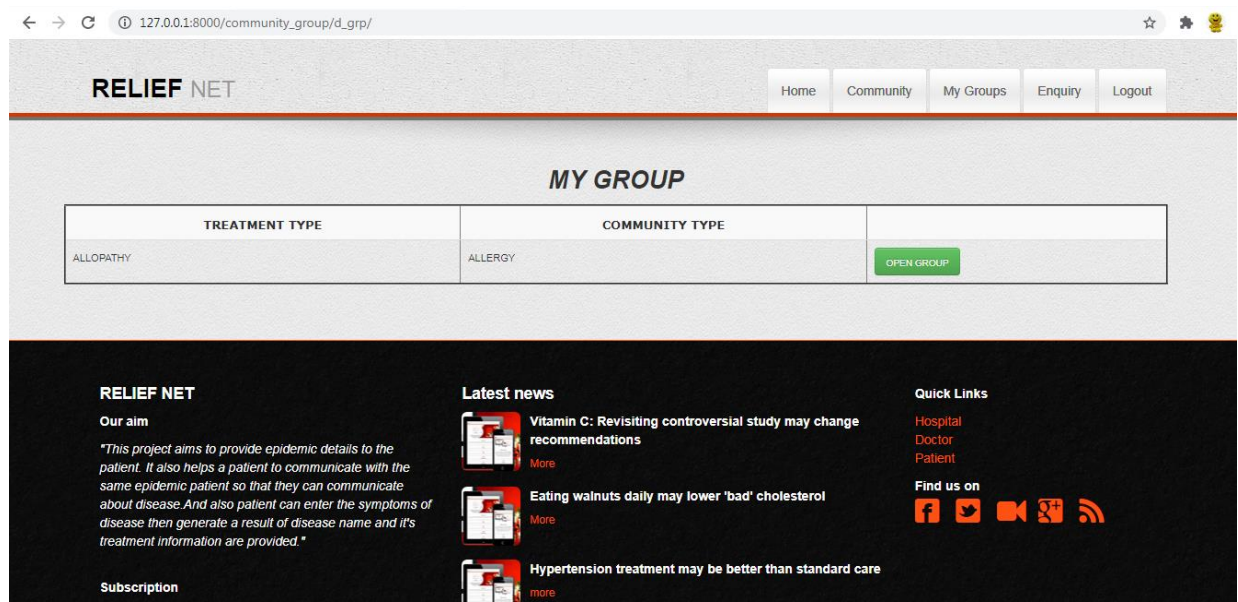 127.0.0.1:8000/community_group/d_grp/
RELIEF NET
Home Community My Groups Enquiry Logout
MY GROUP
TREATMENT TYPE COMMUNITY TYPE
ALLOPATHY ALLERGY OPEN GROUP
RELIEF NET
Our aim
"This project aims to provide epidemic details to the
patient. It also helps a patient to communicate with the
same epidemic patient so that they can communicate
about disease.And also patient can enter the symptoms of
disease then generate a result of disease name and it's
treatment information are provided."
Subscription
Latest news
Vitamin C: Revisiting controversial study may change
recommendations
More
Eating walnuts daily may lower 'bad' cholesterol
More
Hypertension treatment may be better than standard care
more
Quick Links
Hospital
Doctor
Patient
Find us on